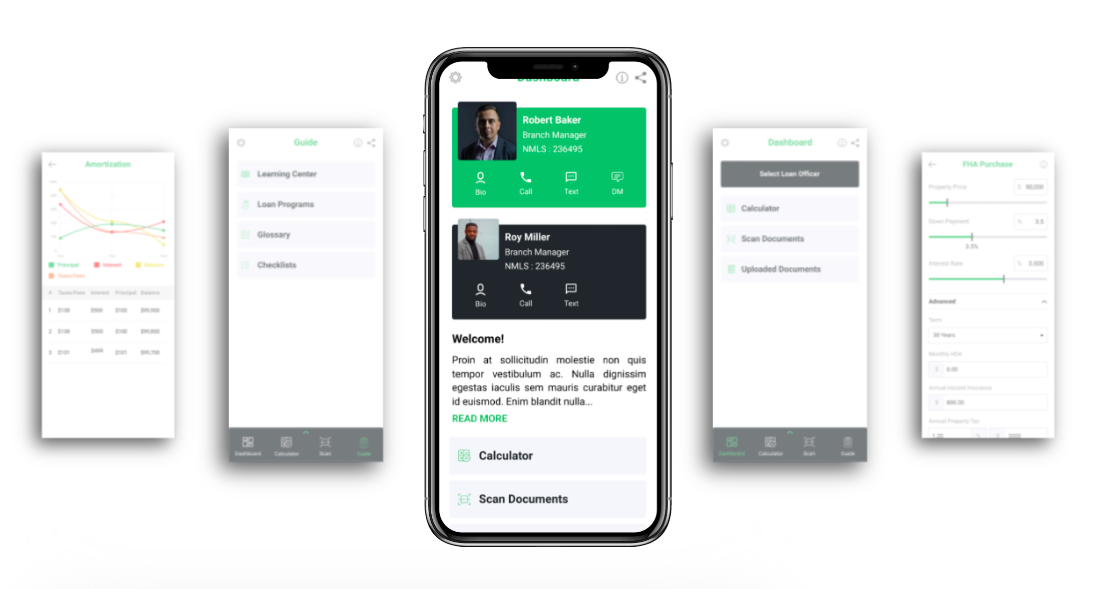 Amortization
Principal
Interest
Balance
Taxes/Fees
# Taxes/Fees Interest Principal Balance
1 $100 $500 $100 $99,900
2 $100 $500 $100 $99,800
3 $101 $499 $101 $99,700
Guide
Learning Center
Loan Programs
Glossary
Checklists
Dashboard
Calculator
Scan
Guide
Dashboard
Robert Baker
Branch Manager
NMLS : 236495
Bio
Call
Text
DM
Roy Miller
Branch Manager
NMLS : 236495
Bio
Call
Text
Welcome!
Proin at sollicitudin molestie non quis
tempor vestibulum ac. Nulla dignissim
egestas iaculis sem mauris curabitur eget
id euismod. Enim blandit nulla...
READ MORE
Calculator
Scan Documents
Dashboard
Select Loan Officer
Calculator
Scan Documents
Uploaded Documents
Dashboard
Calculator
Scan
Guide
FHA Purchase
Property Price
$ 90,000
Down Payment
% 3.5
3.5%
Interest Rate
% 3.000
Advanced
Term
30 Years
Monthly HOA
$ 0.00
Annual Hazard Insurance
$ 600.00
Annual Property Tax
1.20 % $ 3000